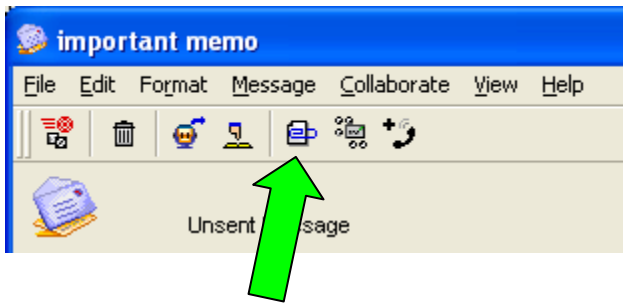 important memo
File Edit Format Message Collaborate View Help
Unsent